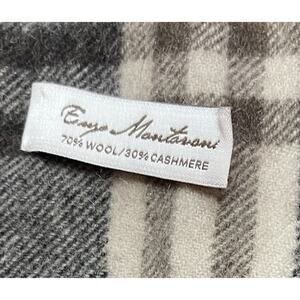 Enzo Mantovani
70% WOOL/30% CASHMERE